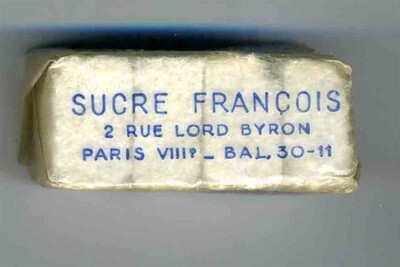 SUCRE FRANÇOIS
2 RUE LORD BYRON
PARIS VIIIe _ BAL. 30-11